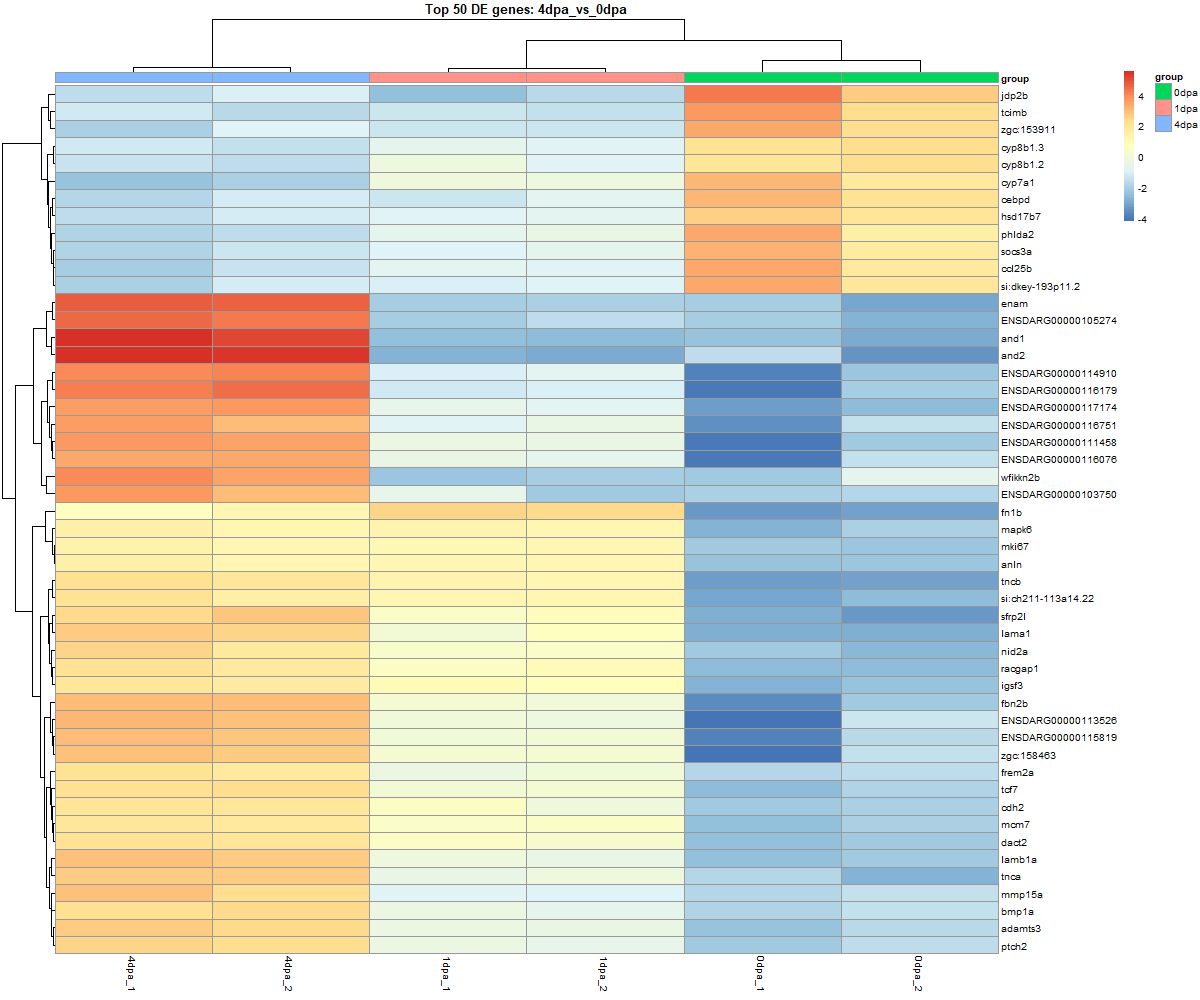 Top 50 DE genes: 4dpa_vs_0dpa
group
jdp2b
tcimb
zgc:153911
cyp8b1.3
cyp8b1.2
cyp7a1
cebpd
hsd17b7
phlda2
socs3a
ccl25b
si:dkey-193p11.2
enam
ENSDARG00000105274
and1
and2
ENSDARG00000114910
ENSDARG00000116179
ENSDARG00000117174
ENSDARG00000116751
ENSDARG00000111458
ENSDARG00000116076
wfikkn2b
ENSDARG00000103750
fn1b
mapk6
mki67
anln
tncb
si:ch211-113a14.22
sfrp2l
lama1
nid2a
racgap1
igsf3
fbn2b
ENSDARG00000113526
ENSDARG00000115819
zgc:158463
frem2a
tcf7
cdh2
mcm7
dact2
lamb1a
tnca
mmp15a
bmp1a
adamts3
ptch2
4dpa_1
4dpa_2
1dpa_1
1dpa_2
0dpa_1
0dpa_2
4
2
0
-2
-4
group
0dpa
1dpa
4dpa